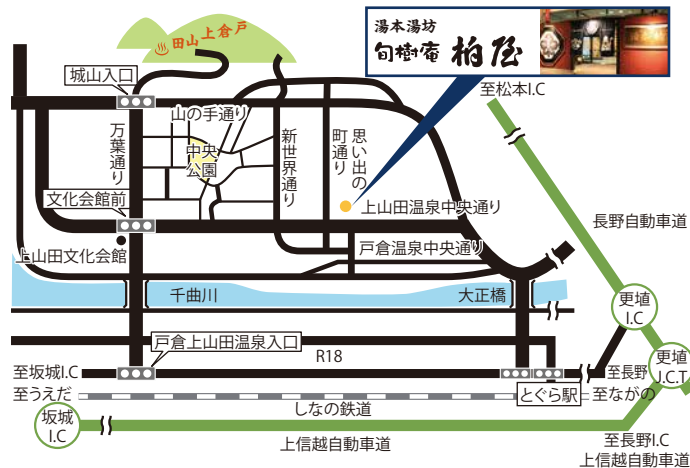 湯本湯坊
旬樹庵 柏屋
♨田山上倉戸
城山入口
至松本I.C
山の手通り
万葉通り
中央
公園
新世界通り
思い出の
町通り
文化会館前
上山田温泉中央通り
長野自動車道
上山田文化会館
戸倉温泉中央通り
千曲川
大正橋
更埴
I.C
戸倉上山田温泉入口
R18
至坂城I.C
至長野
更埴
J.C.T
至うえだ
とぐら駅
至ながの
しなの鉄道
坂城
I.C
上信越自動車道
至長野I.C
上信越自動車道